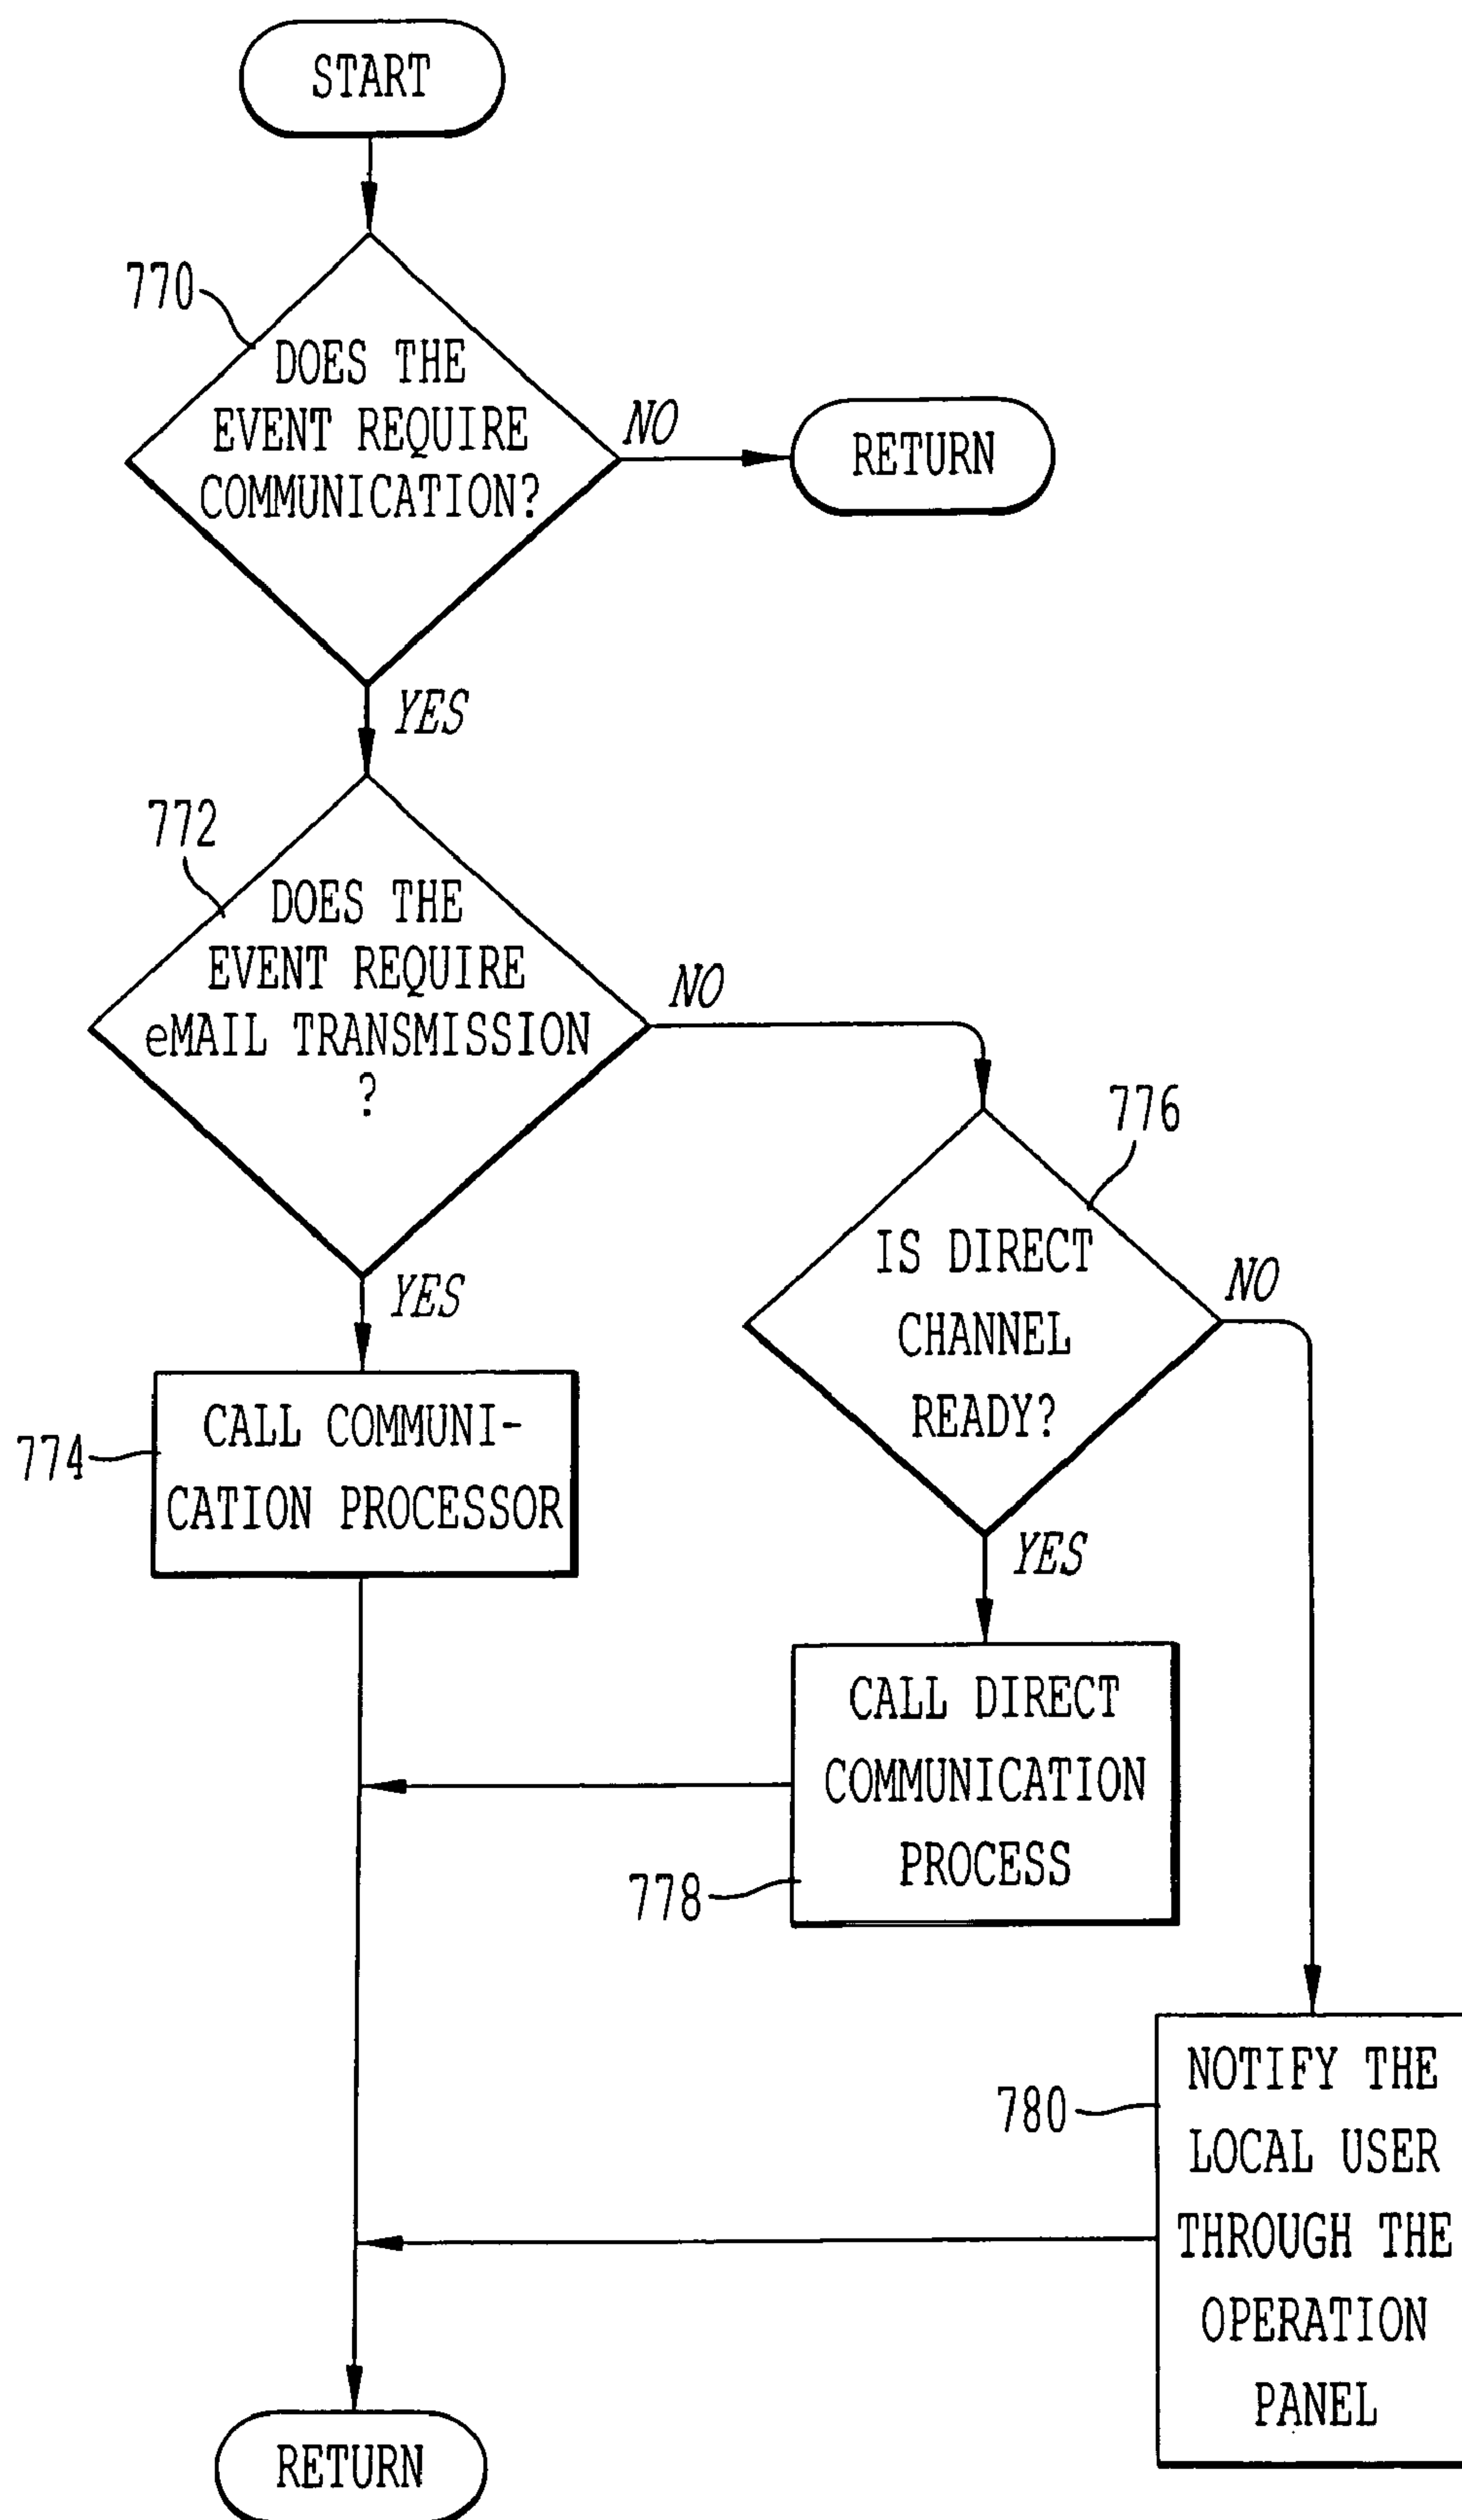 START
770
DOES THE
EVENT REQUIRE
COMMUNICATION?
NO
RETURN
YES
772
DOES THE
EVENT REQUIRE
eMAIL TRANSMISSION
?
NO
776
IS DIRECT
CHANNEL
READY?
NO
YES
YES
774
CALL COMMUNI-
CATION PROCESSOR
CALL DIRECT
COMMUNICATION
PROCESS
778
780
NOTIFY THE
LOCAL USER
THROUGH THE
OPERATION
PANEL
RETURN